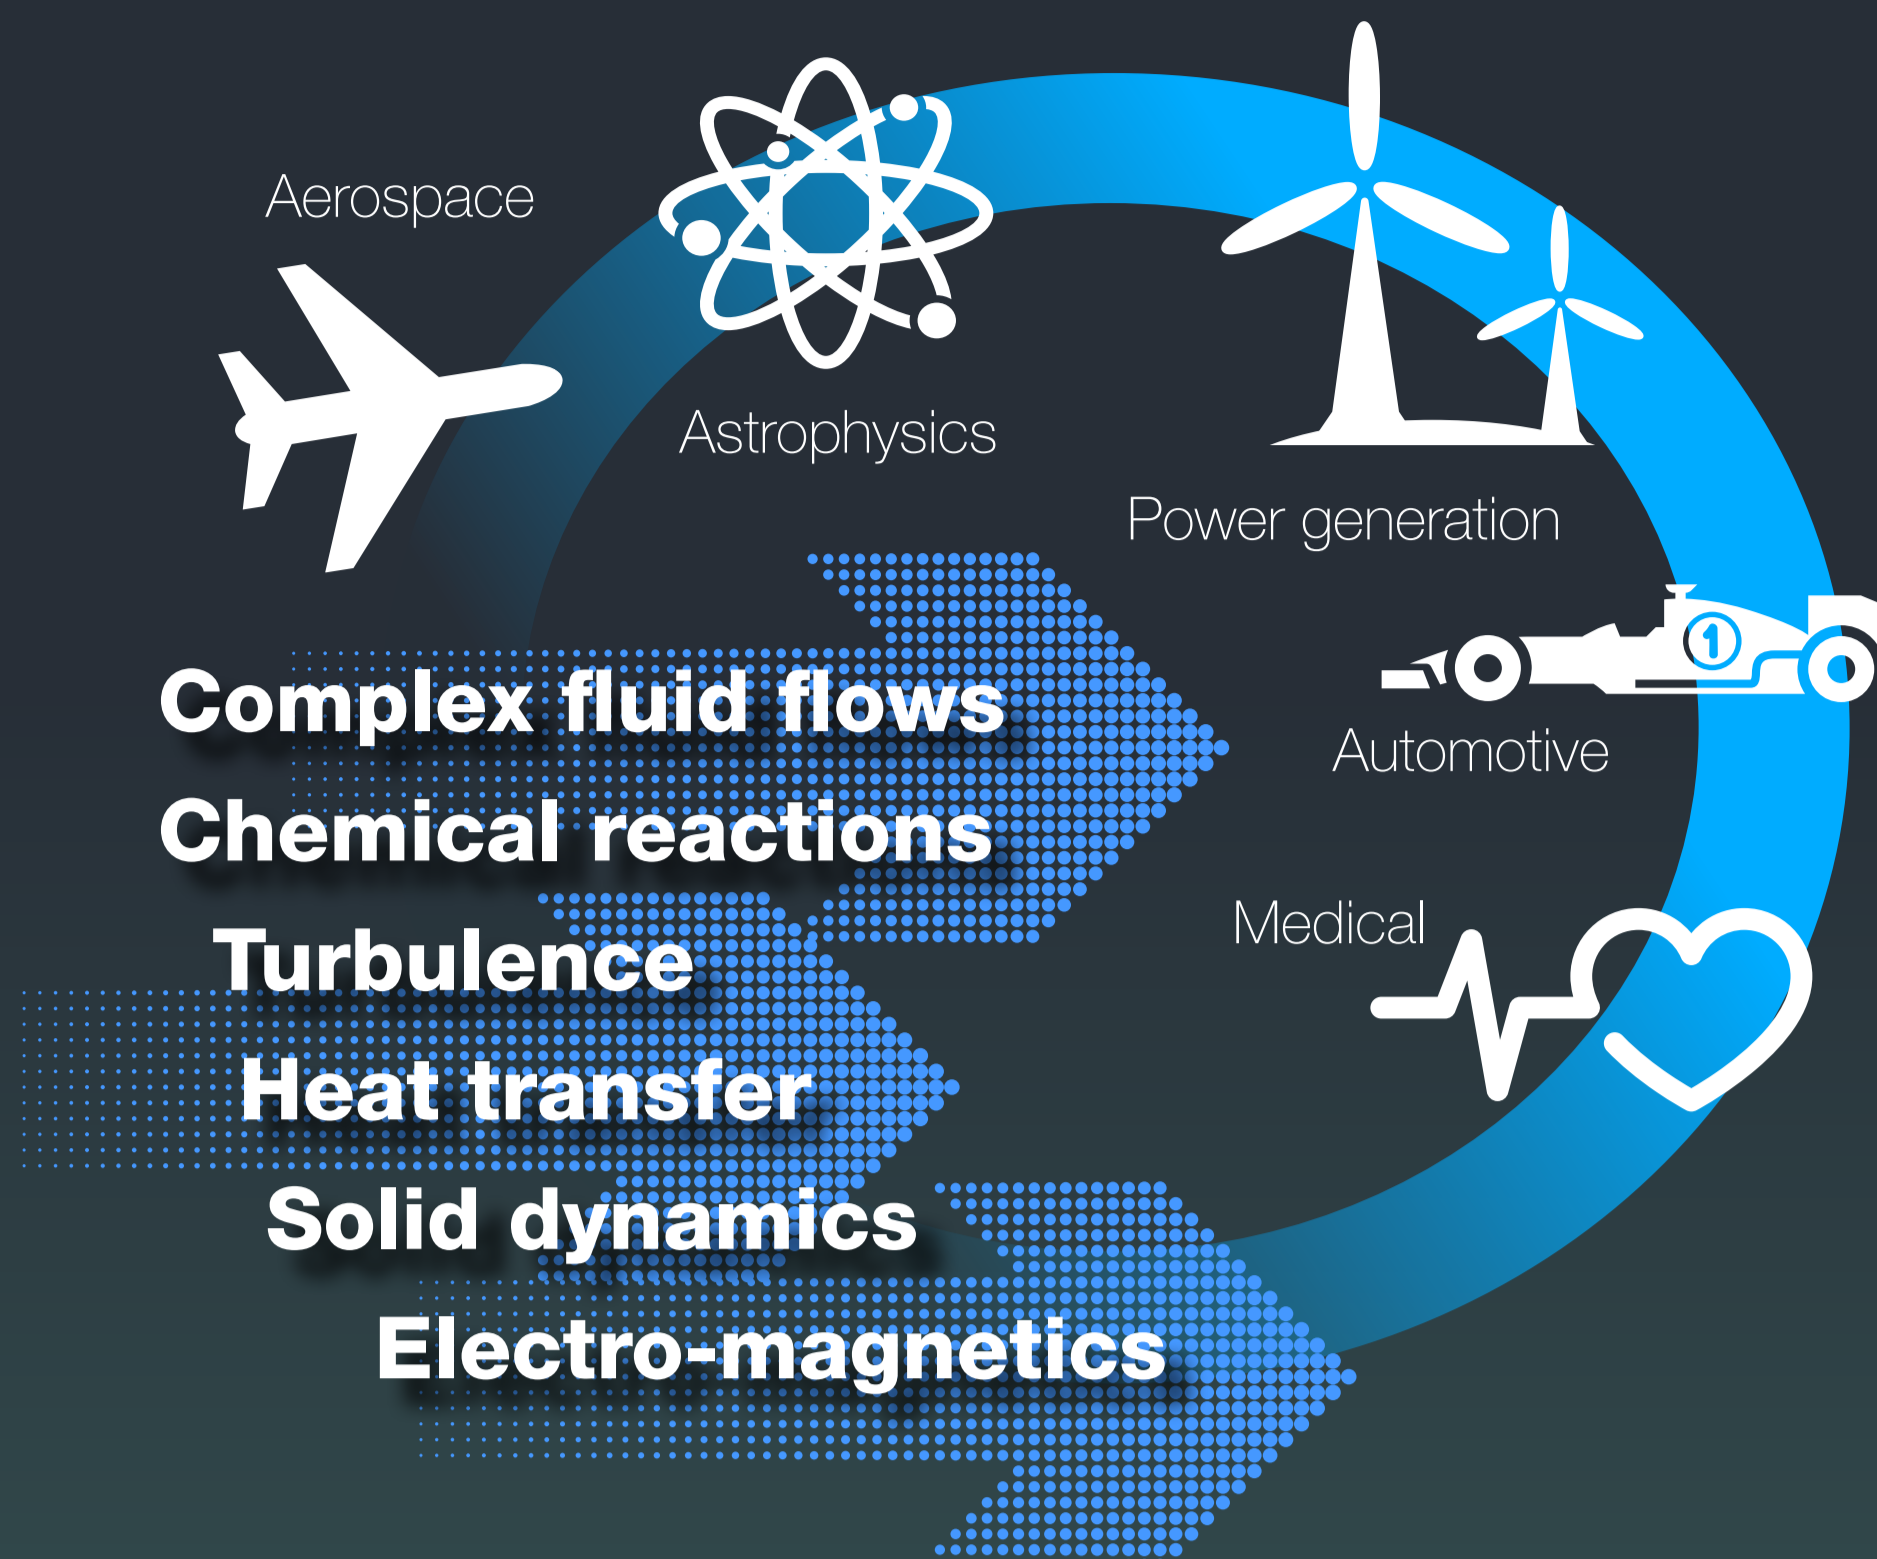 Aerospace
Astrophysics
Power generation
1
Automotive
Medical
Complex fluid flows
Chemical reactions
Turbulence
Heat transfer
Solid dynamics
Electro-magnetics